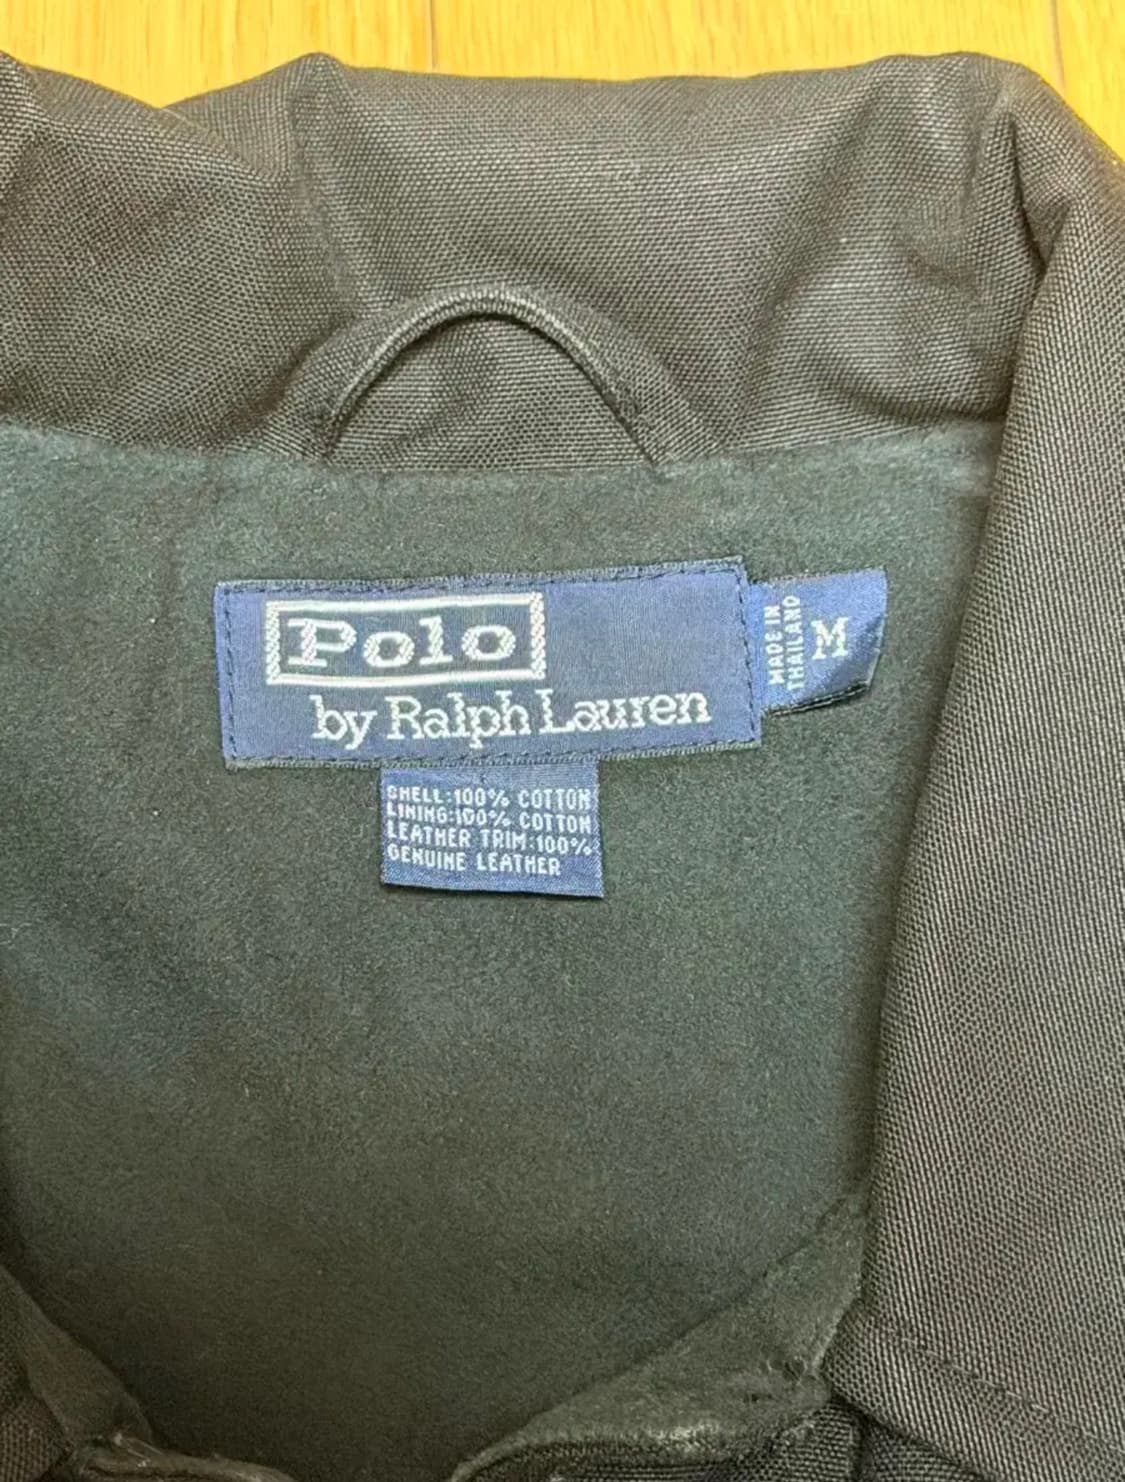 Polo
by Ralph Lauren
MADE IN
THAILAND
M
SHELL:100% COTTON
LINING:100% COTTON
LEATHER TRIM:100%
GENUINE LEATHER